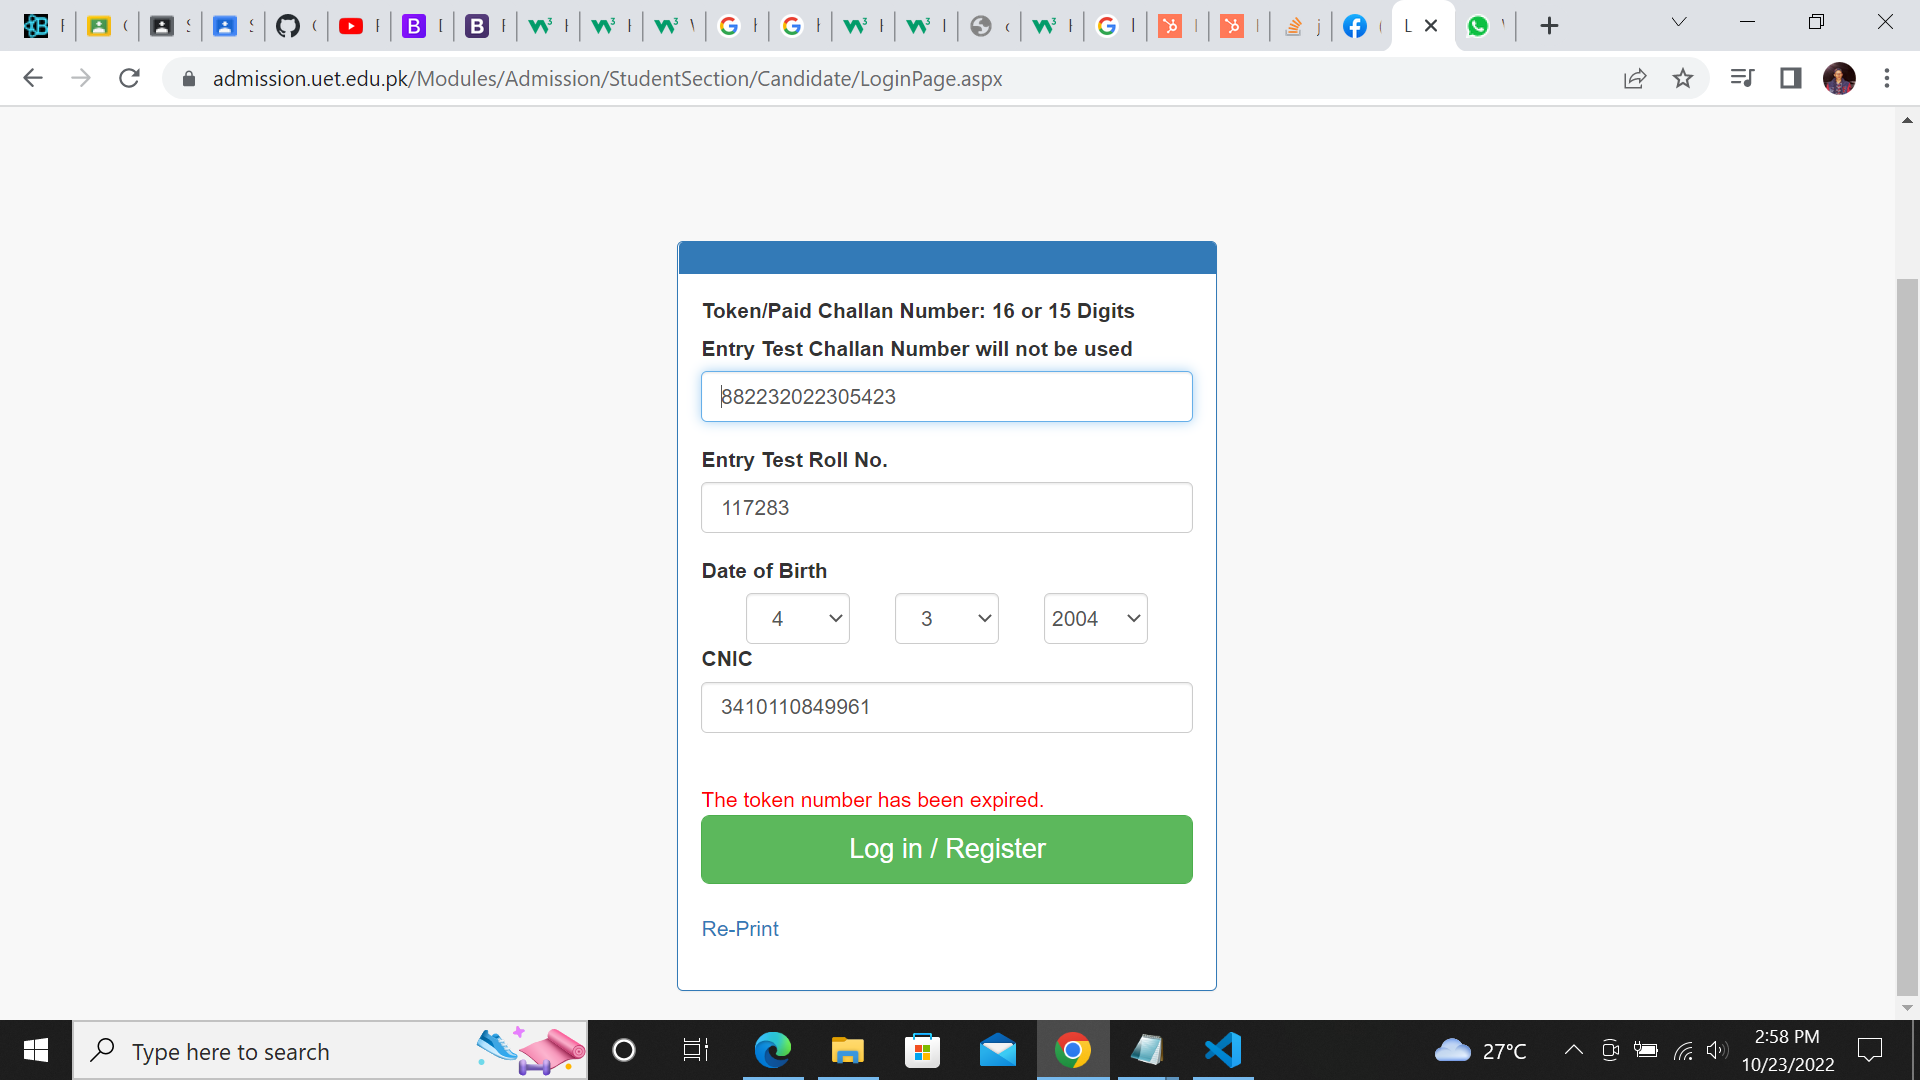 admission.uet.edu.pk/Modules/Admission/StudentSection/Candidate/LoginPage.aspx
Token/Paid Challan Number: 16 or 15 Digits
Entry Test Challan Number will not be used
882232022305423
Entry Test Roll No.
117283
Date of Birth
4 3 2004
CNIC
3410110849961
The token number has been expired.
Log in / Register
Re-Print
Type here to search
27°C
2:58 PM
10/23/2022